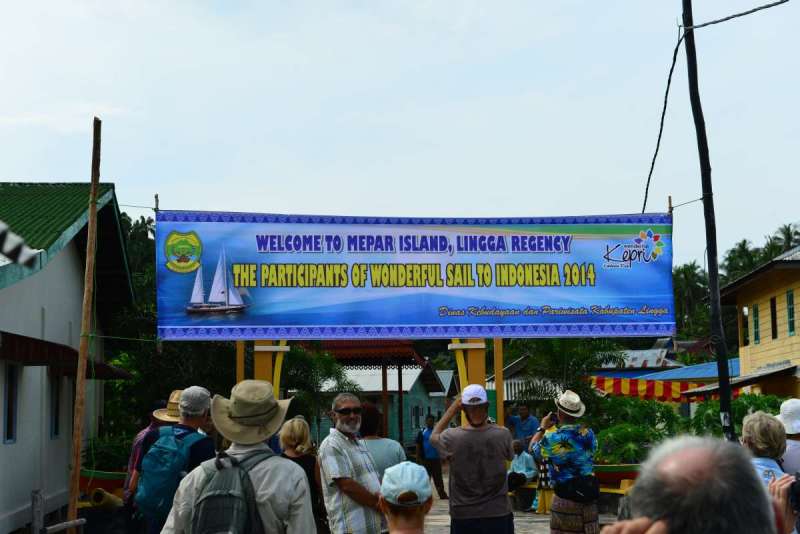 WELCOME TO MEPAR ISLAND, LINGGA REGENCY
THE PARTICIPANTS OF WONDERFUL SAIL TO INDONESIA 2014
wonderful
Kepri
Dinas Kebudayaan dan Pariwisata Kabupaten Lingga